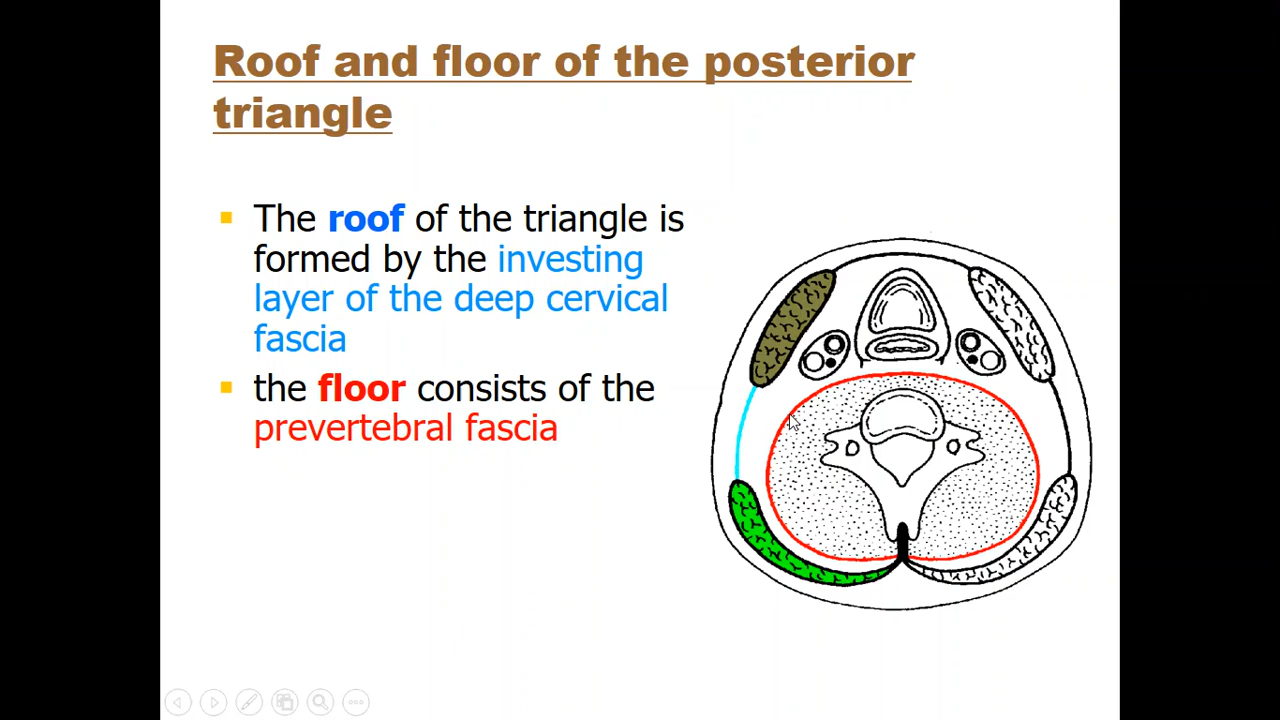 Roof and floor of the posterior
triangle
The roof of the triangle is
formed by the investing
layer of the deep cervical
fascia
the floor consists of the
prevertebral fascia